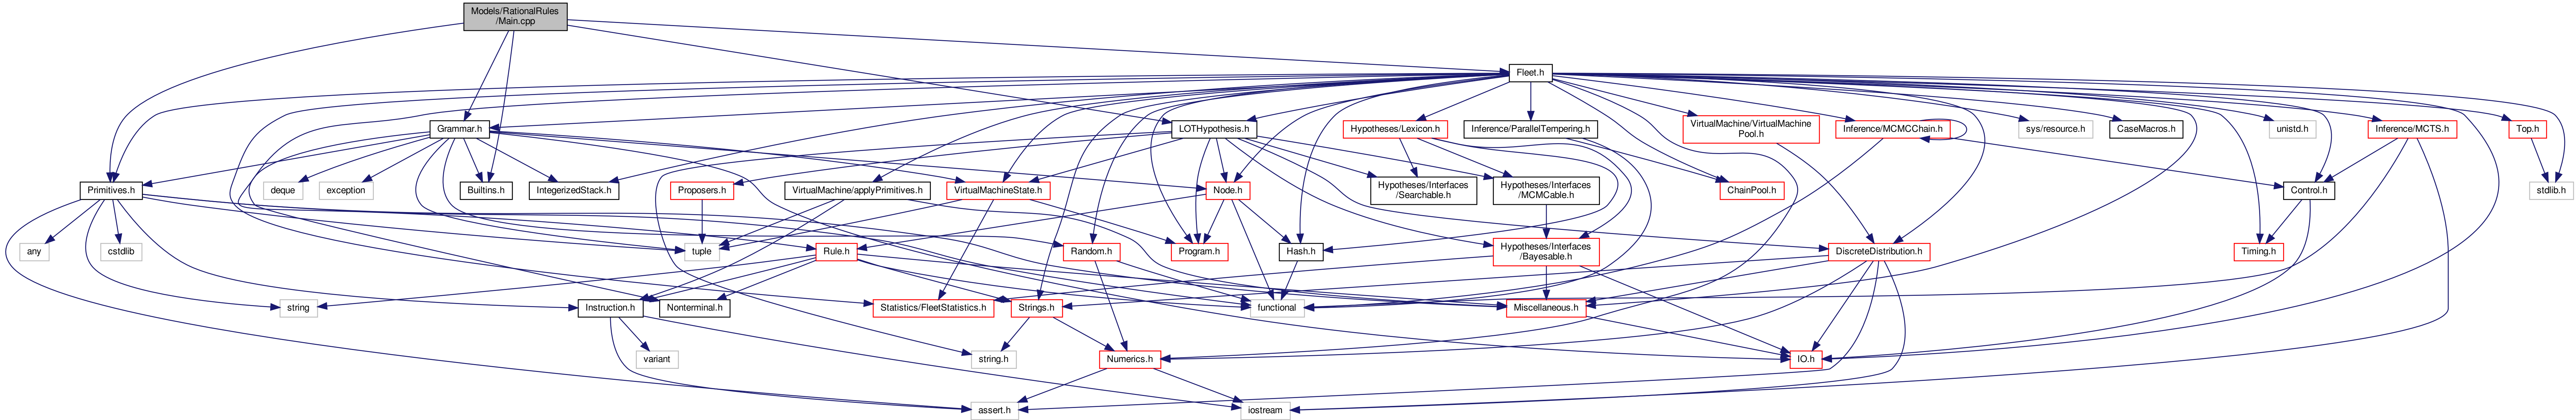 Models/RationalRules
/Main.cpp
Fleet.h
Grammar.h
LOTHypothesis.h
Hypotheses/Lexicon.h
Inference/ParallelTempering.h
VirtualMachine/VirtualMachine
Pool.h
Inference/MCMCChain.h
sys/resource.h
CaseMacros.h
unistd.h
Inference/MCTS.h
Top.h
Primitives.h
deque
exception
Builtins.h
IntegerizedStack.h
Proposers.h
VirtualMachine/applyPrimitives.h
VirtualMachineState.h
Node.h
Hypotheses/Interfaces
/Searchable.h
Hypotheses/Interfaces
/MCMCable.h
ChainPool.h
Control.h
stdlib.h
any
cstdlib
tuple
Rule.h
Random.h
Program.h
Hash.h
Hypotheses/Interfaces
/Bayesable.h
DiscreteDistribution.h
Timing.h
string
Instruction.h
Nonterminal.h
Statistics/FleetStatistics.h
Strings.h
functional
Miscellaneous.h
variant
string.h
Numerics.h
IO.h
assert.h
iostream